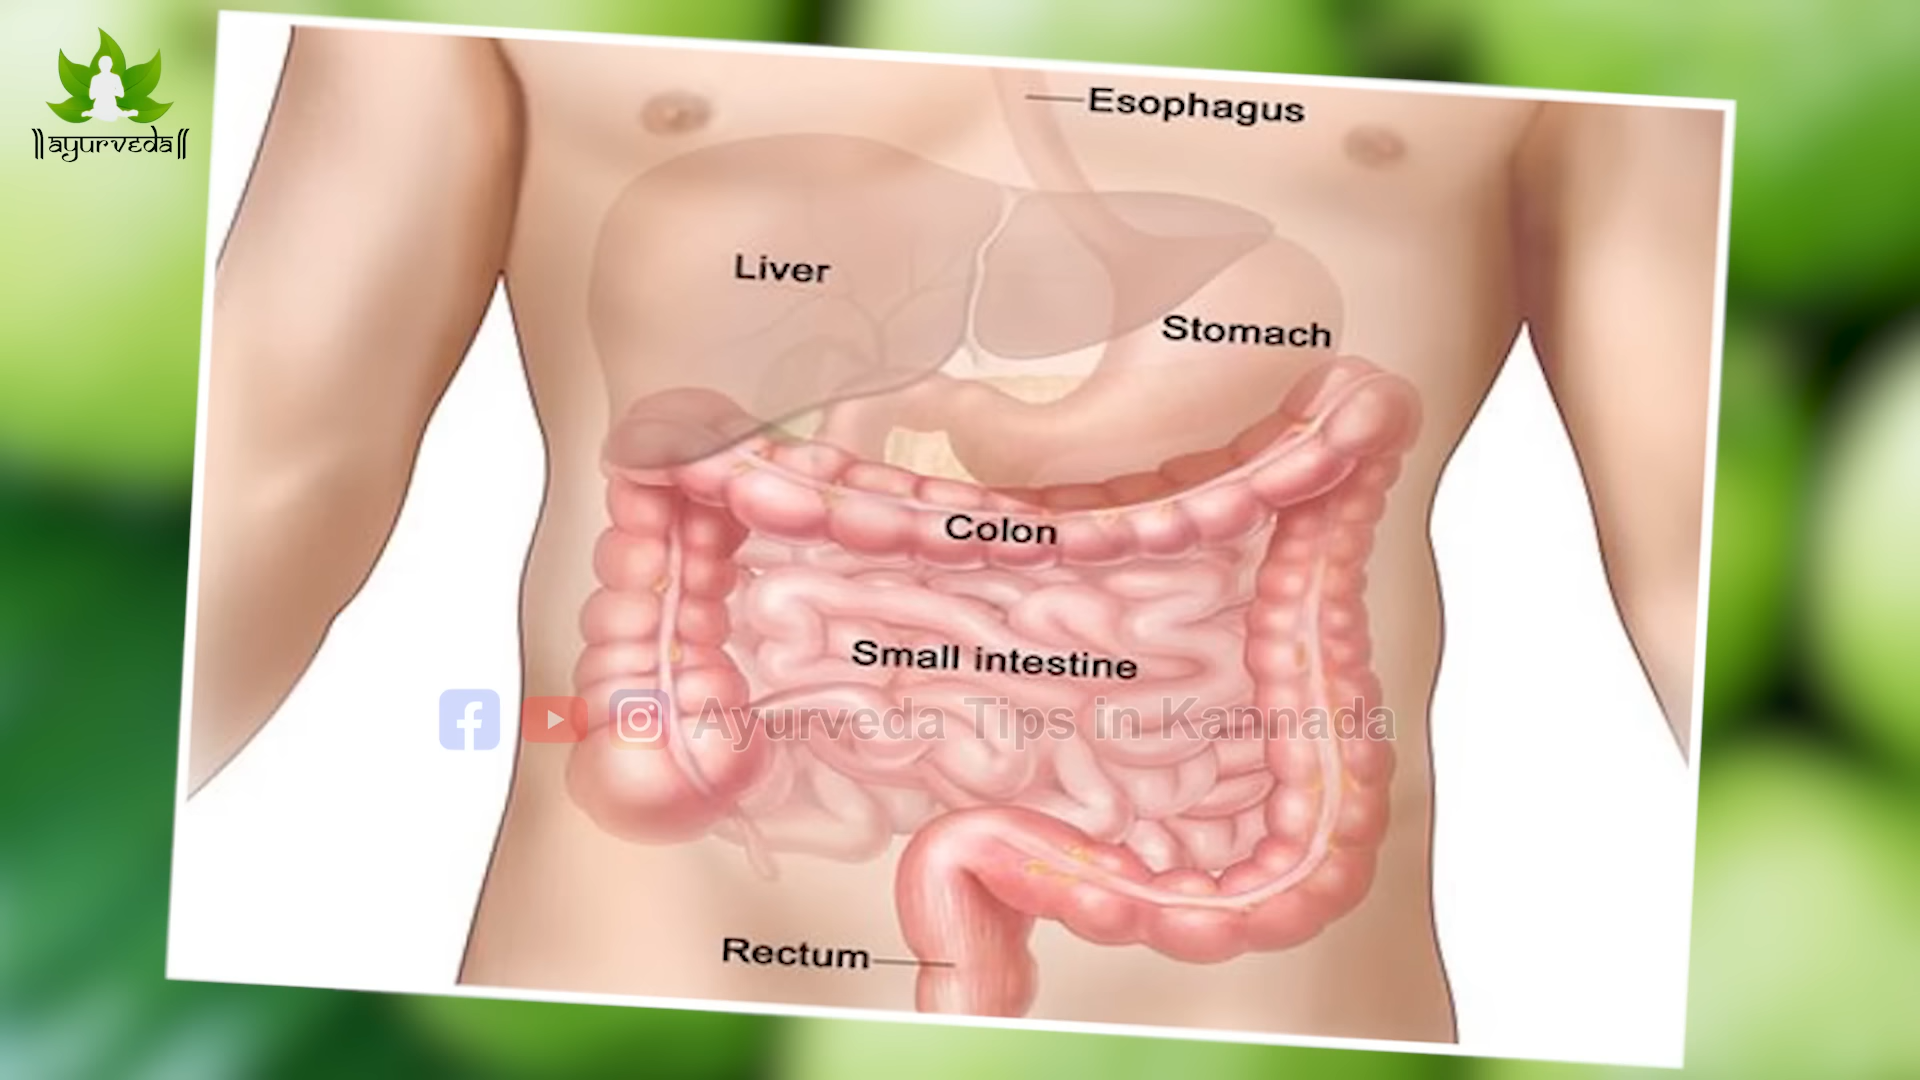 ||ayurveda||
Esophagus
Liver
Stomach
Colon
Small intestine
Ayurveda Tips in Kannada
Rectum